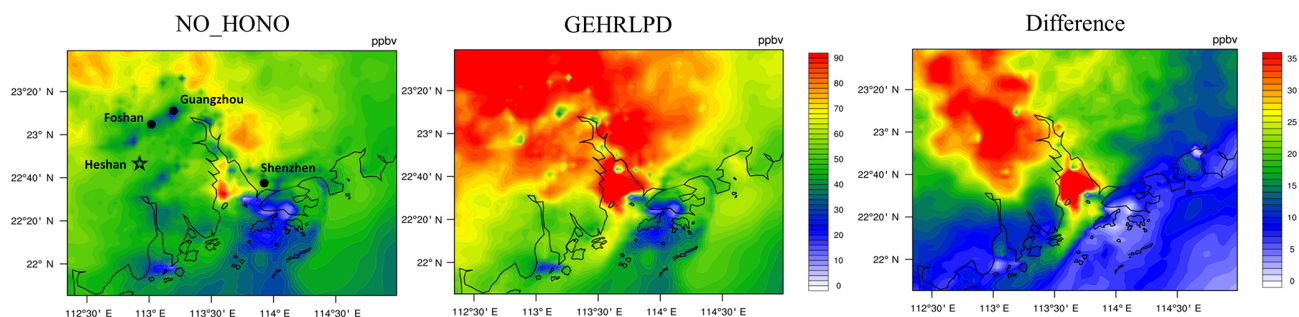 NO_HONO
GEHRLPD
Difference
ppbv
ppbv
ppbv
23°20' N
23° N
22°40' N
22°20' N
22° N
Guangzhou
Foshan
Heshan
Shenzhen
112°30' E
113° E
113°30' E
114° E
114°30' E
23°20' N
23° N
22°40' N
22°20' N
22° N
112°30' E
113° E
113°30' E
114° E
114°30' E
90
80
70
60
50
40
30
20
10
0
23°20' N
23° N
22°40' N
22°20' N
22° N
112°30' E
113° E
113°30' E
114° E
114°30' E
35
30
25
20
15
10
5
0